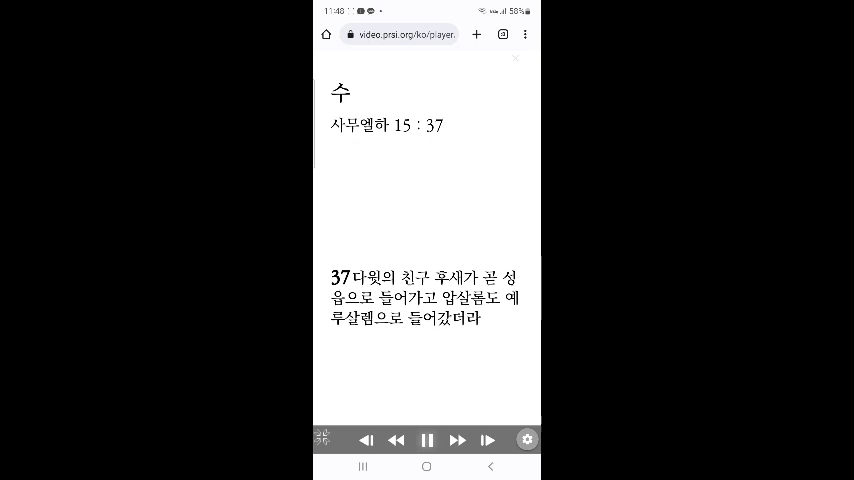 11:48
58%
video.prsi.org/ko/player.
수
사무엘하 15 : 37
37 다윗의 친구 후새가 곧 성
읍으로 들어가고 압살롬도 예
루살렘으로 들어갔더라